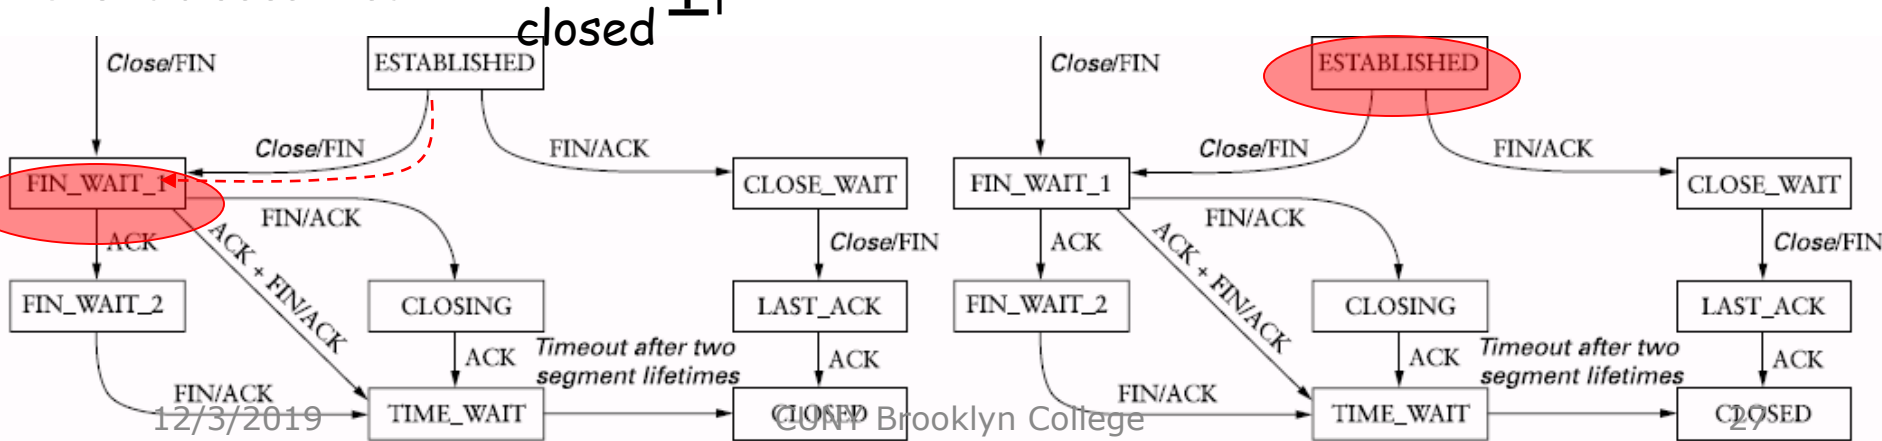 closed
Close/FIN
ESTABLISHED
Close/FIN
FIN/ACK
FIN_WAIT_1
CLOSE_WAIT
FIN/ACK
ACK
ACK + FIN/ACK
Close/FIN
FIN_WAIT_2
CLOSING
LAST_ACK
ACK
Timeout after two
segment lifetimes
ACK
FIN/ACK
TIME_WAIT
CLOSED
Close/FIN
ESTABLISHED
Close/FIN
FIN/ACK
FIN_WAIT_1
CLOSE_WAIT
FIN/ACK
ACK
ACK + FIN/ACK
Close/FIN
FIN_WAIT_2
CLOSING
LAST_ACK
ACK
Timeout after two
segment lifetimes
ACK
FIN/ACK
TIME_WAIT
CLOSED
12/3/2019
CUNY Brooklyn College
27